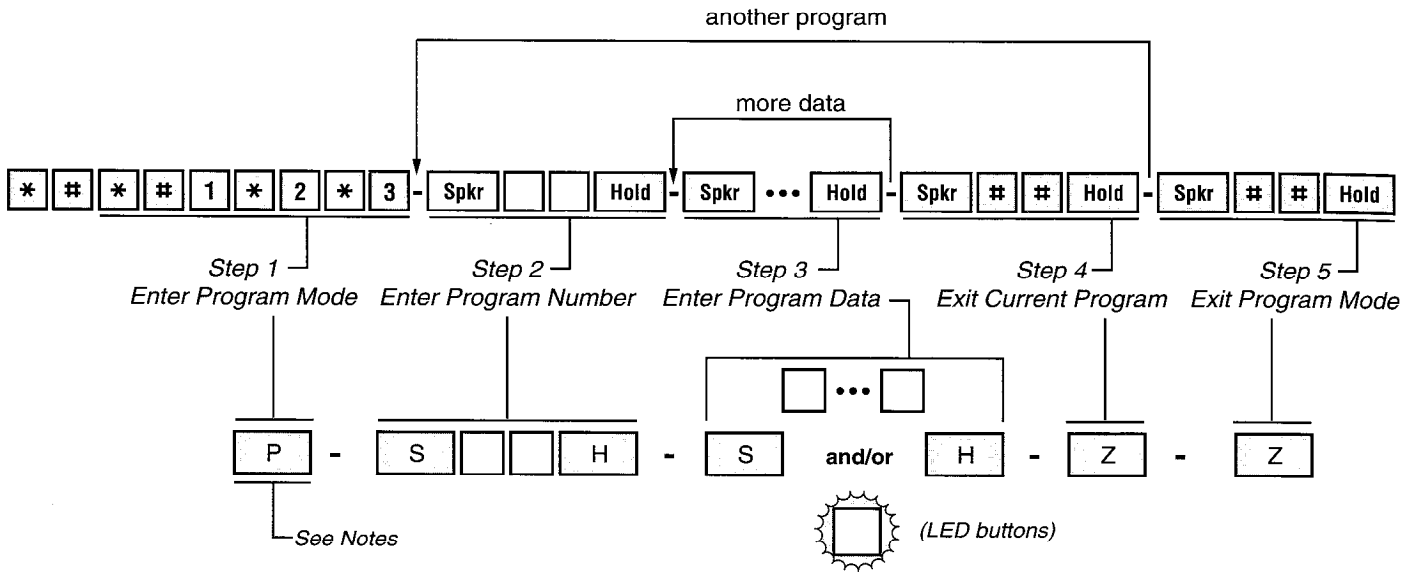 another program
more data
* # * # 1 * 2 * 3 - Spkr Hold - Spkr ••• Hold - Spkr # # Hold - Spkr # # Hold
Step 1 Step 2 Step 3 Step 4 Step 5
Enter Program Mode Enter Program Number Enter Program Data Exit Current Program Exit Program Mode
•••
P - S H - S and/or H - Z - Z
See Notes (LED buttons)